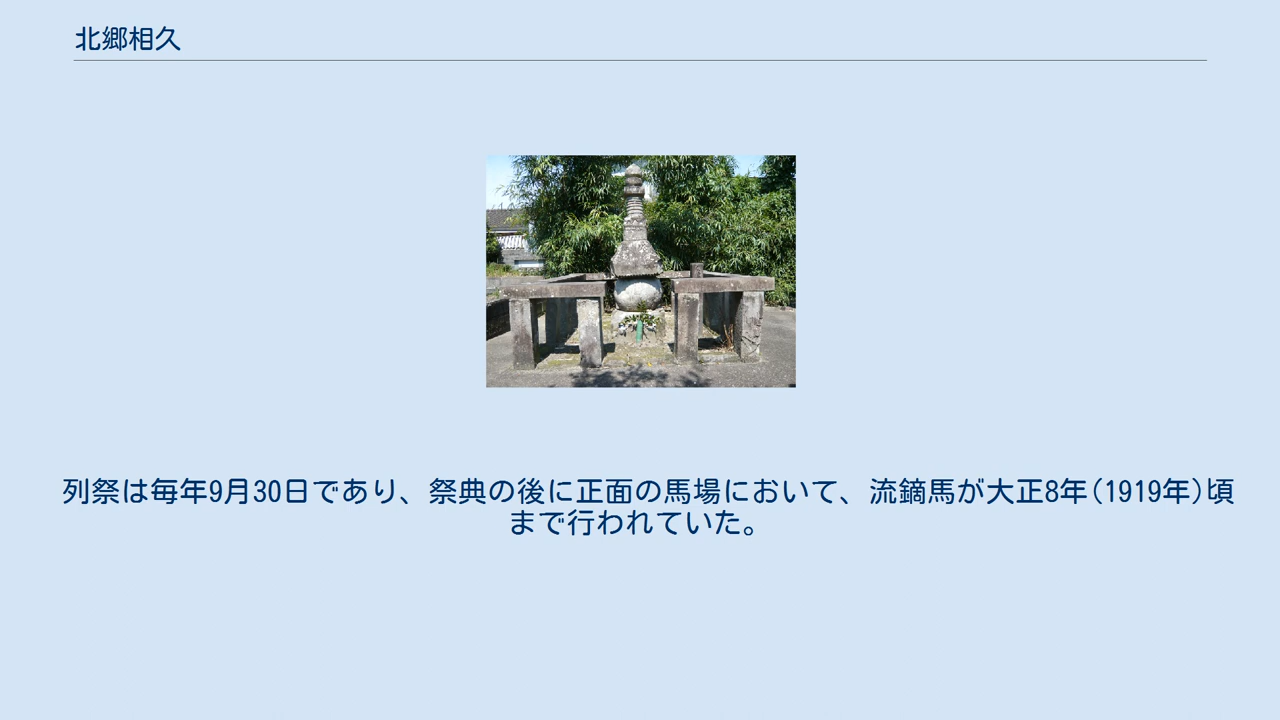 北郷相久
列祭は毎年9月30日であり、祭典の後に正面の馬場において、流鏑馬が大正8年(1919年)頃
まで行われていた。